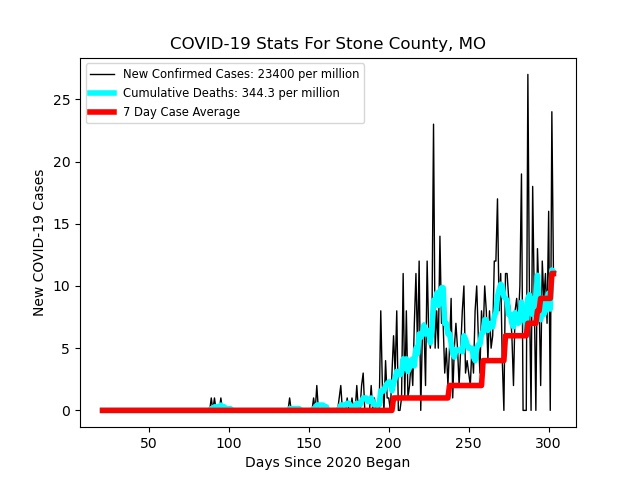 COVID-19 Stats For Stone County, MO
New Confirmed Cases: 23400 per million
Cumulative Deaths: 344.3 per million
7 Day Case Average
New COVID-19 Cases
25
20
15
10
5
0
50 100 150 200 250 300
Days Since 2020 Began